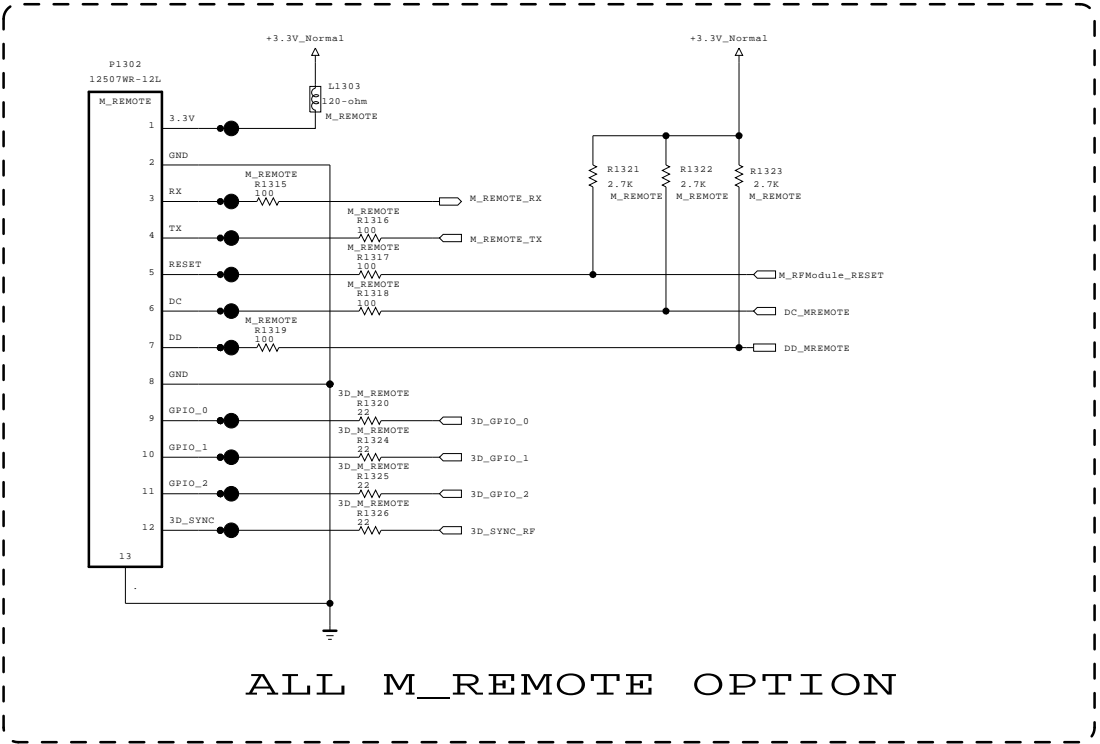 +3.3V_Normal
+3.3V_Normal
P1302
12507WR-12L
M_REMOTE
L1303
120-ohm
M_REMOTE
1
3.3V
2
GND
3
RX
M_REMOTE
R1315
100
M_REMOTE_RX
4
TX
M_REMOTE
R1316
100
M_REMOTE_TX
5
RESET
M_REMOTE
R1317
100
M_RFModule_RESET
6
DC
M_REMOTE
R1318
100
DC_MREMOTE
7
DD
M_REMOTE
R1319
100
DD_MREMOTE
R1321
2.7K
M_REMOTE
R1322
2.7K
M_REMOTE
R1323
2.7K
M_REMOTE
8
GND
9
GPIO_0
3D_M_REMOTE
R1320
22
3D_GPIO_0
10
GPIO_1
3D_M_REMOTE
R1324
22
3D_GPIO_1
11
GPIO_2
3D_M_REMOTE
R1325
22
3D_GPIO_2
12
3D_SYNC
3D_M_REMOTE
R1326
22
3D_SYNC_RF
13
.
ALL M_REMOTE OPTION